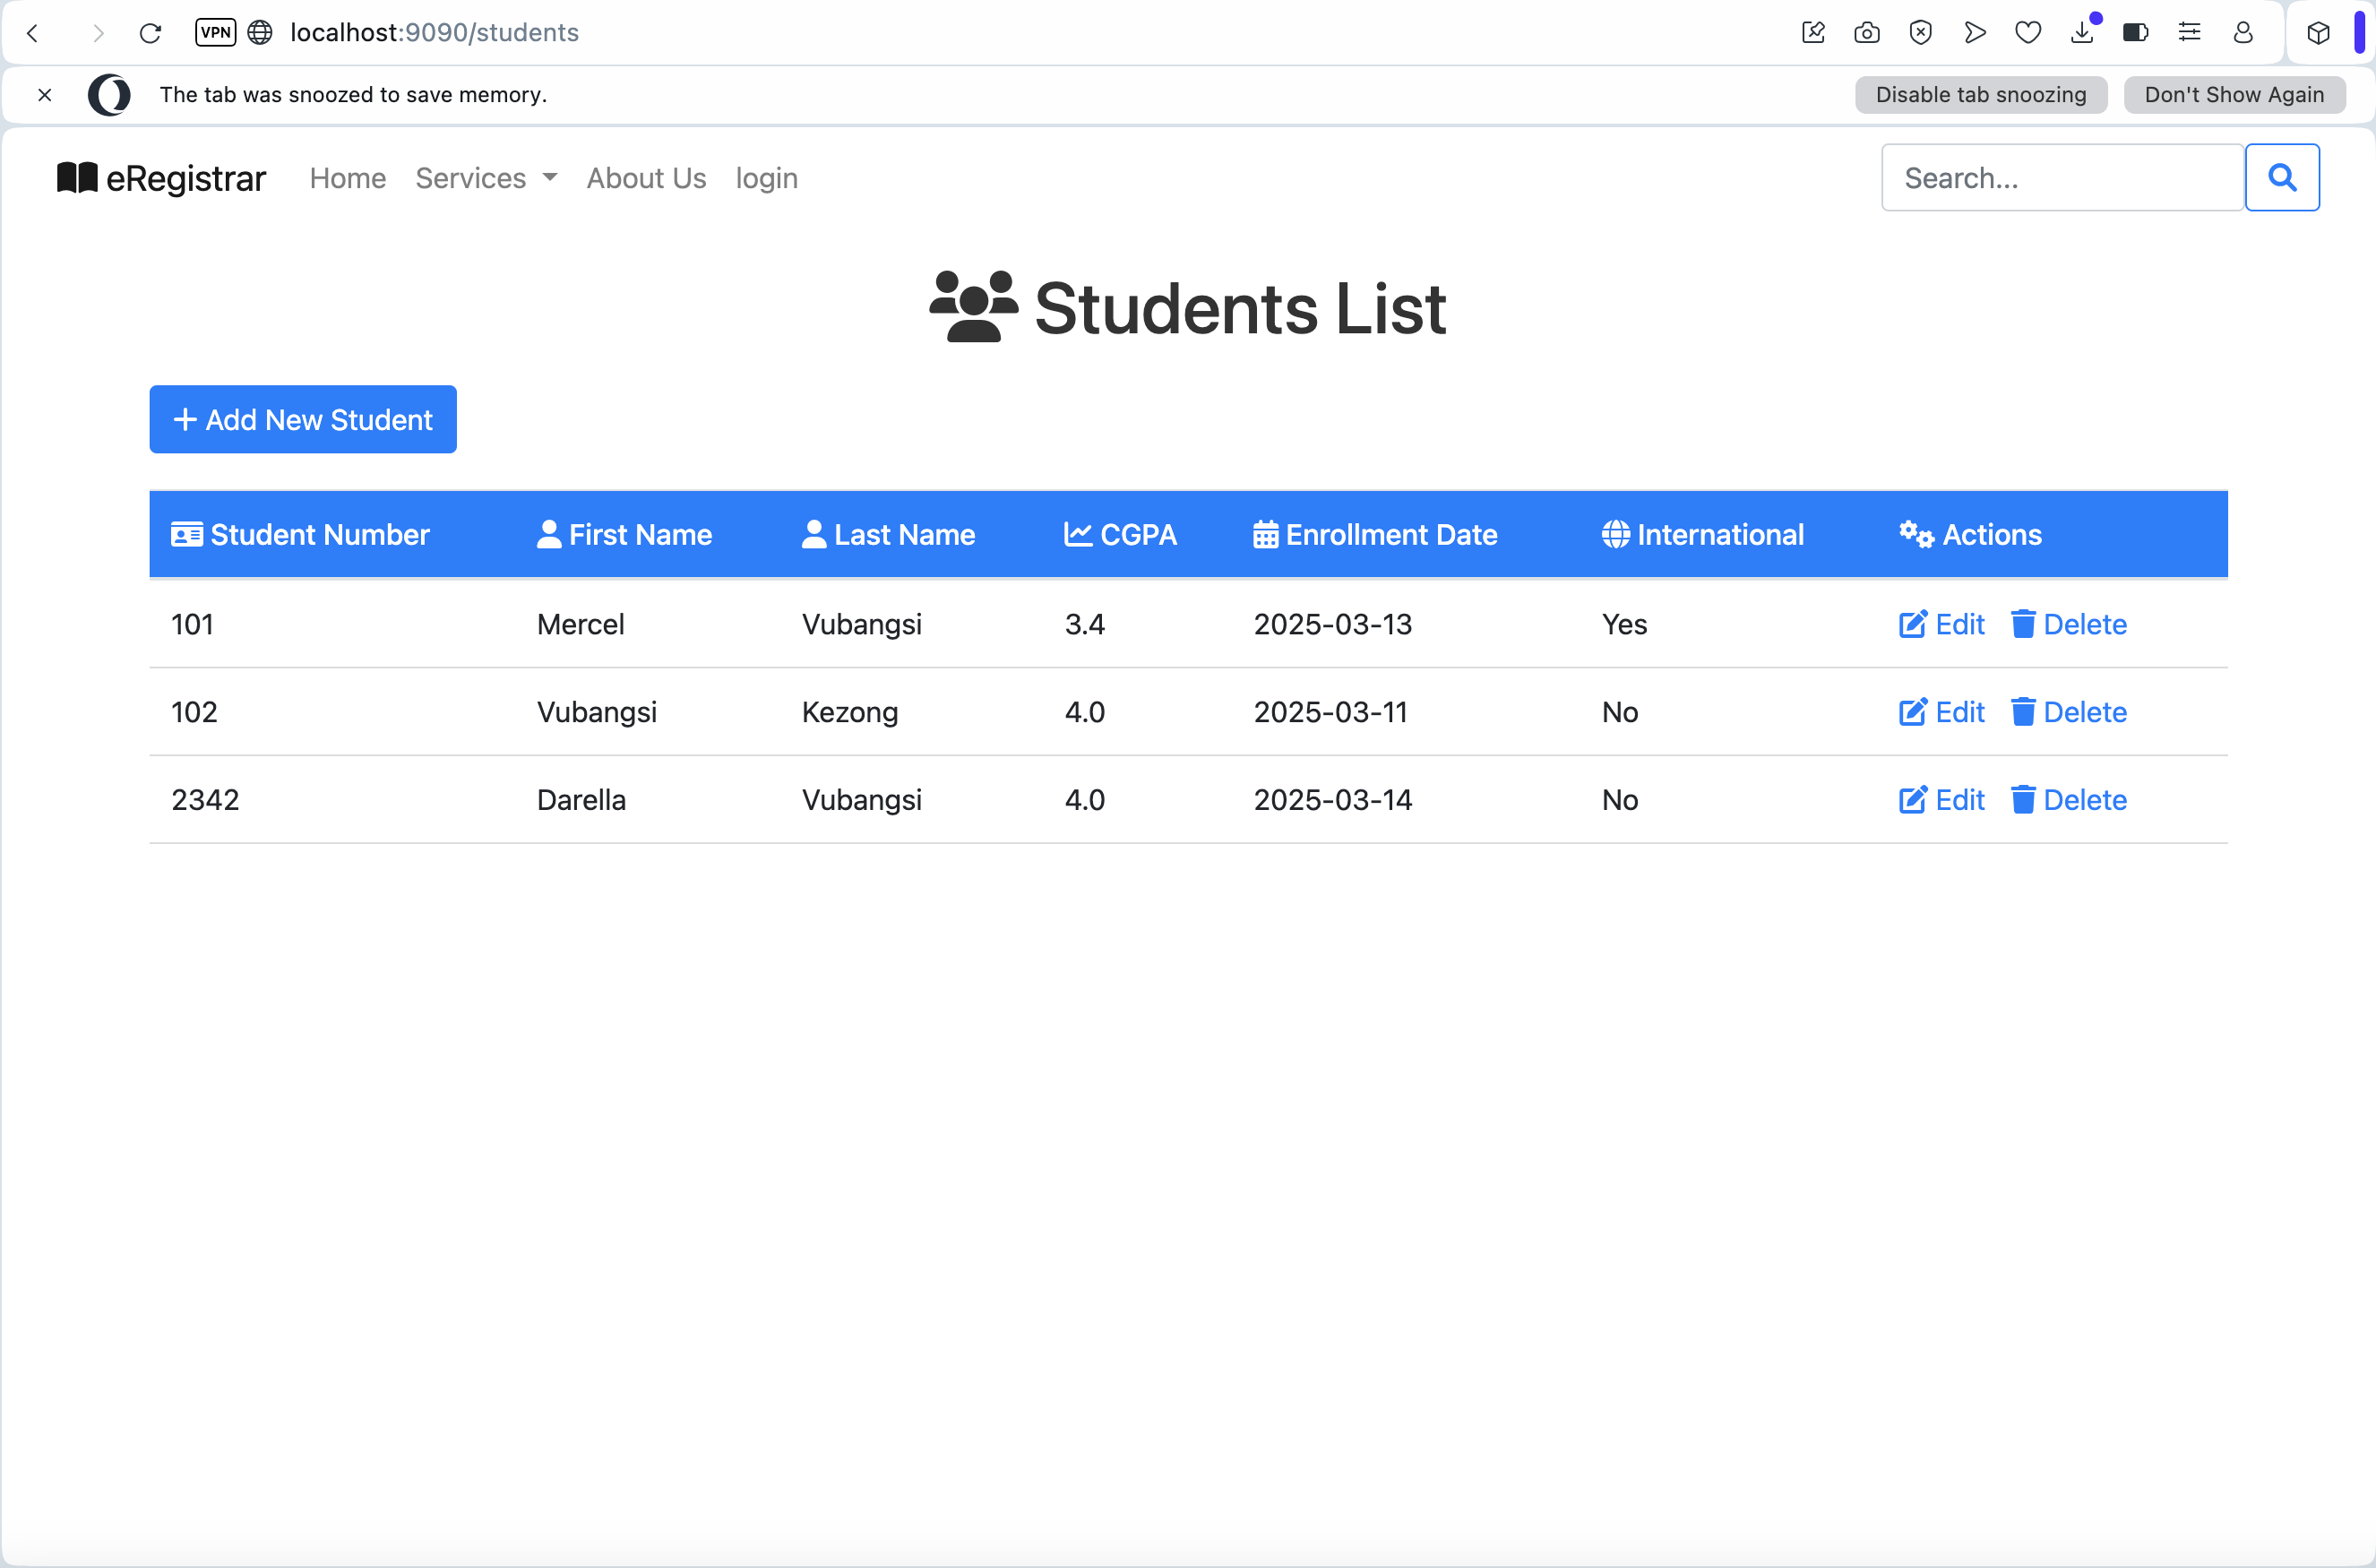 VPN localhost:9090/students
The tab was snoozed to save memory. Disable tab snoozing Don't Show Again
eRegistrar Home Services About Us login Search...
Students List
Add New Student
Student Number First Name Last Name CGPA Enrollment Date International Actions
101 Mercel Vubangsi 3.4 2025-03-13 Yes Edit Delete
102 Vubangsi Kezong 4.0 2025-03-11 No Edit Delete
2342 Darella Vubangsi 4.0 2025-03-14 No Edit Delete